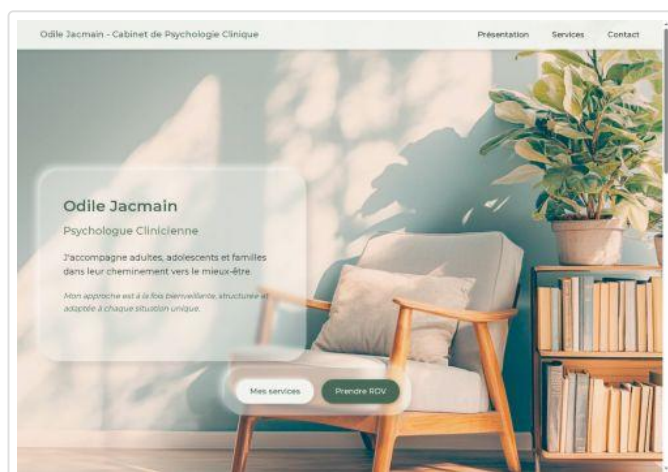 Odile Jacmain - Cabinet de Psychologie Clinique
Présentation
Services
Contact
Odile Jacmain
Psychologue Clinicienne
J'accompagne adultes, adolescents et familles
dans leur cheminement vers le mieux-être.
Mon approche est à la fois bienveillante, structurée et
adaptée à chaque situation unique.
Mes services
Prendre RDV